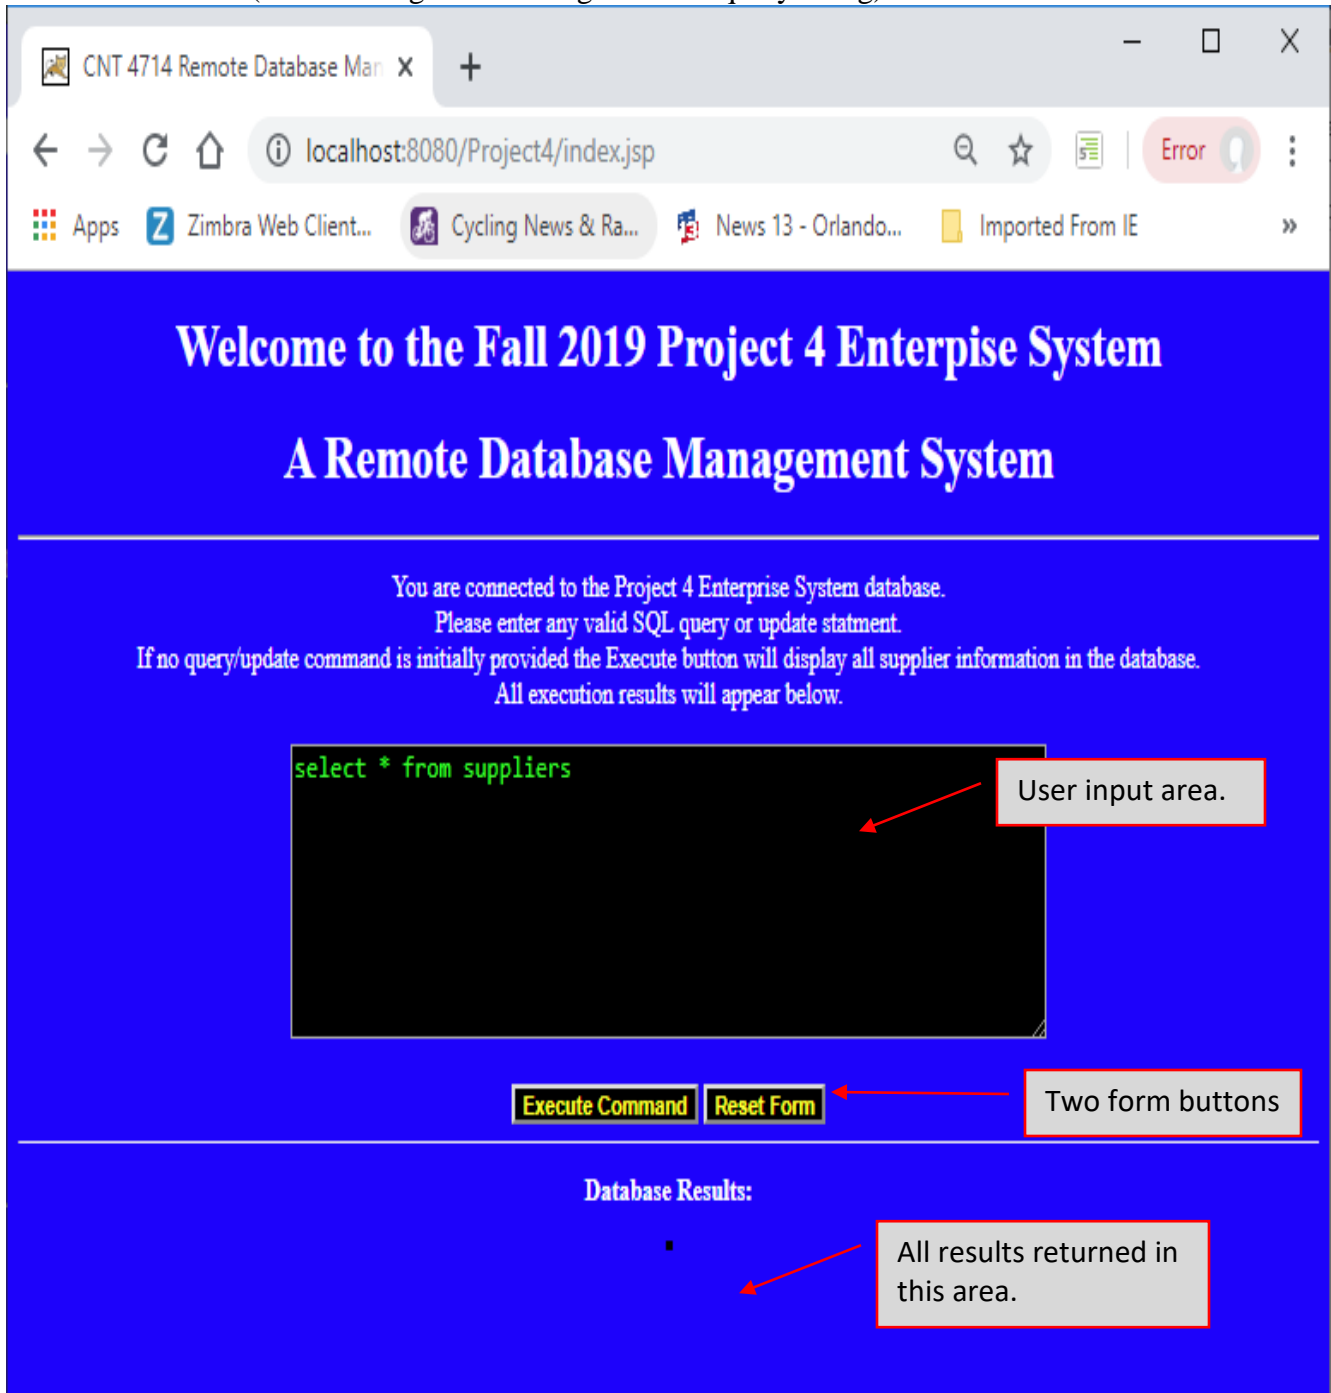 CNT 4714 Remote Database Man
localhost:8080/Project4/index.jsp
Error
Apps
Zimbra Web Client...
Cycling News & Ra...
News 13 - Orlando...
Imported From IE
Welcome to the Fall 2019 Project 4 Enterpise System
A Remote Database Management System
You are connected to the Project 4 Enterprise System database.
Please enter any valid SQL query or update statment.
If no query/update command is initially provided the Execute button will display all supplier information in the database.
All execution results will appear below.
select * from suppliers
User input area.
Execute Command
Reset Form
Two form buttons
Database Results:
All results returned in
this area.